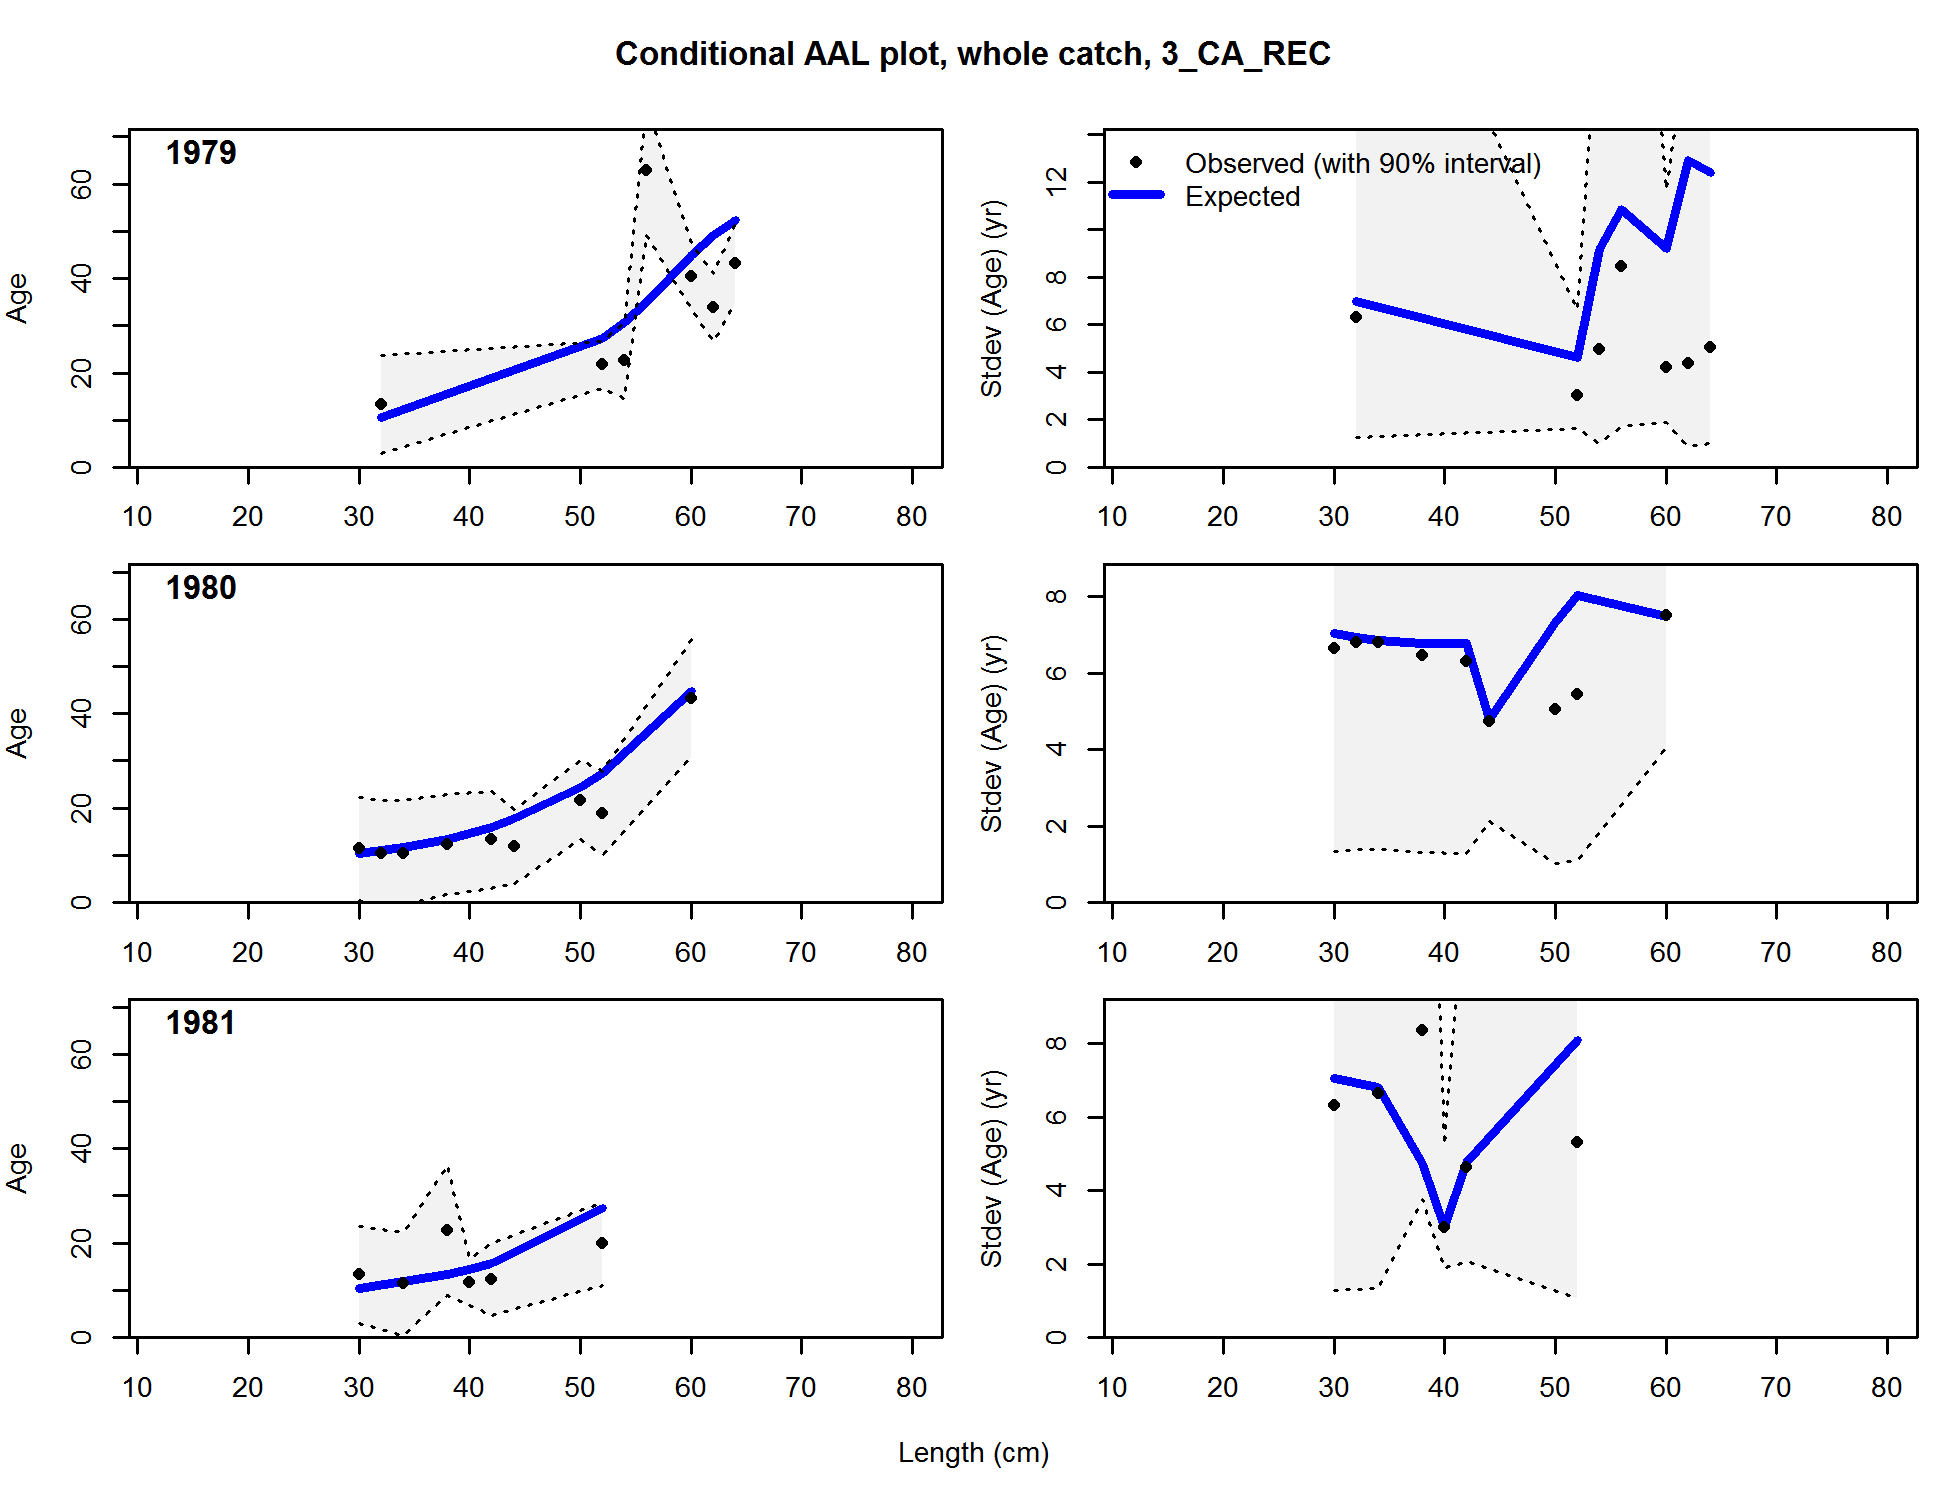 Conditional AAL plot, whole catch, 3_CA_REC
1979
Age
0 20 40 60
10 20 30 40 50 60 70 80
Observed (with 90% interval)
Expected
Stdev (Age) (yr)
0 2 4 6 8 12
10 20 30 40 50 60 70 80
1980
Age
0 20 40 60
10 20 30 40 50 60 70 80
Stdev (Age) (yr)
0 2 4 6 8
10 20 30 40 50 60 70 80
1981
Age
0 20 40 60
10 20 30 40 50 60 70 80
Stdev (Age) (yr)
0 2 4 6 8
10 20 30 40 50 60 70 80
Length (cm)